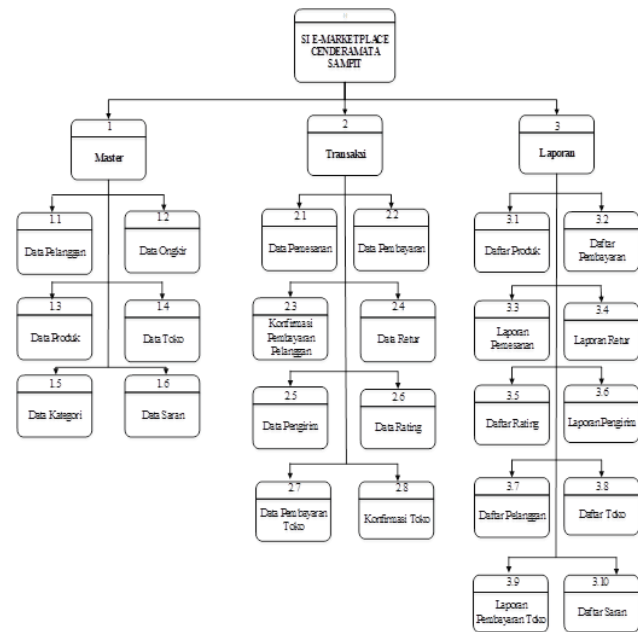 0
SI E-MARKETPLACE
CENDERAMATA
SAMPIT
1
Master
2
Transaksi
3
Laporan
1.1
Data Pelanggan
1.2
Data Ongkir
2.1
Data Pemesanan
2.2
Data Pembayaran
3.1
Daftar Produk
3.2
Daftar
Pembayaran
1.3
Data Produk
1.4
Data Toko
2.3
Konfirmasi
Pembayaran
Pelanggan
2.4
Data Retur
3.3
Laporan
Pemesanan
3.4
Laporan Retur
1.5
Data Kategori
1.6
Data Saran
2.5
Data Pengirim
2.6
Data Rating
3.5
Daftar Rating
3.6
Laporan Pengirim
2.7
Data Pembayaran
Toko
2.8
Konfirmasi Toko
3.7
Daftar Pelanggan
3.8
Daftar Toko
3.9
Laporan
Pembayaran Toko
3.10
Daftar Saran